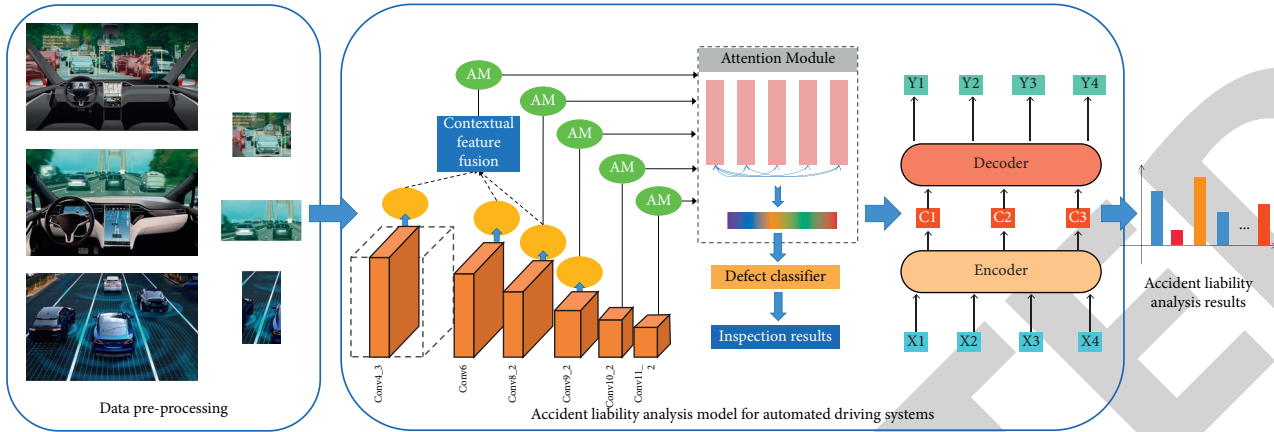 Data pre-processing
AM
AM
AM
AM
AM
Contextual
feature
fusion
Conv4_3
Conv6
Conv8_2
Conv9_2
Conv10_2
Conv11_
2
Attention Module
Defect classifier
Inspection results
Y1 Y2 Y3 Y4
Decoder
C1 C2 C3
Encoder
X1 X2 X3 X4
Accident liability analysis model for automated driving systems
...
Accident liability
analysis results